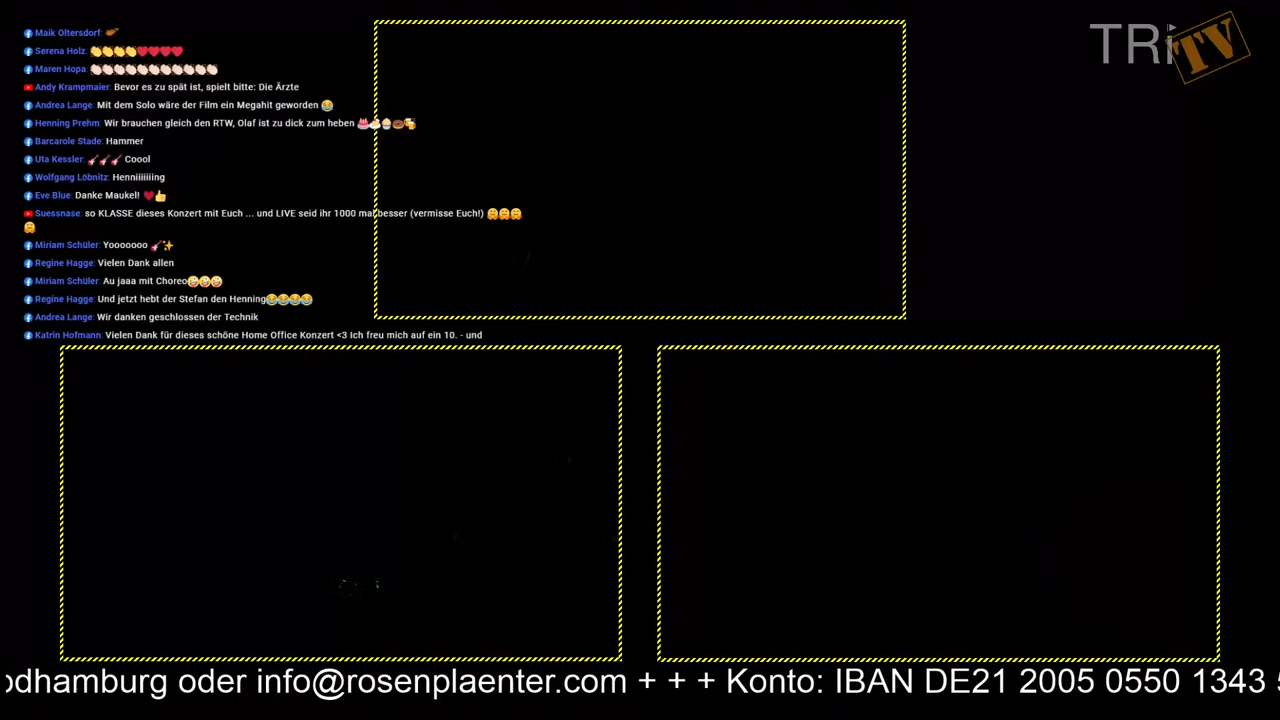 Maik Oltersdorf: 🍠
Serena Holz: 👏👏👏👏❤️❤️❤️❤️
Maren Hopa: 👏🏻👏🏻👏🏻👏🏻👏🏻👏🏻👏🏻👏🏻👏🏻👏🏻👏🏻
Andy Krampmaier: Bevor es zu spät ist, spielt bitte: Die Ärzte
Andrea Lange: Mit dem Solo wäre der Film ein Megahit geworden 😂
Henning Prehm: Wir brauchen gleich den RTW, Olaf ist zu dick zum heben 🎂🍰🧁🍩🍻
Barcarole Stade: Hammer
Uta Kessler: 🎸🎸🎸 Coool
Wolfgang Löbnitz: Henniiiiiiing
Eve Blue: Danke Maukel! ❤️👍
Suessnase: so KLASSE dieses Konzert mit Euch ... und LIVE seid ihr 1000 mal besser (vermisse Euch!) 🤗🤗🤗
🤗
Miriam Schüler: Yooooooo 🎸✨
Regine Hagge: Vielen Dank allen
Miriam Schüler: Au jaaa mit Choreo🤪🤪🤪
Regine Hagge: Und jetzt hebt der Stefan den Henning😂😂😂😂
Andrea Lange: Wir danken geschlossen der Technik
Katrin Hofmann: Vielen Dank für dieses schöne Home Office Konzert <3 Ich freu mich auf ein 10. - und
TRi TV
odhamburg oder info@rosenplaenter.com + + + Konto: IBAN DE21 2005 0550 1343